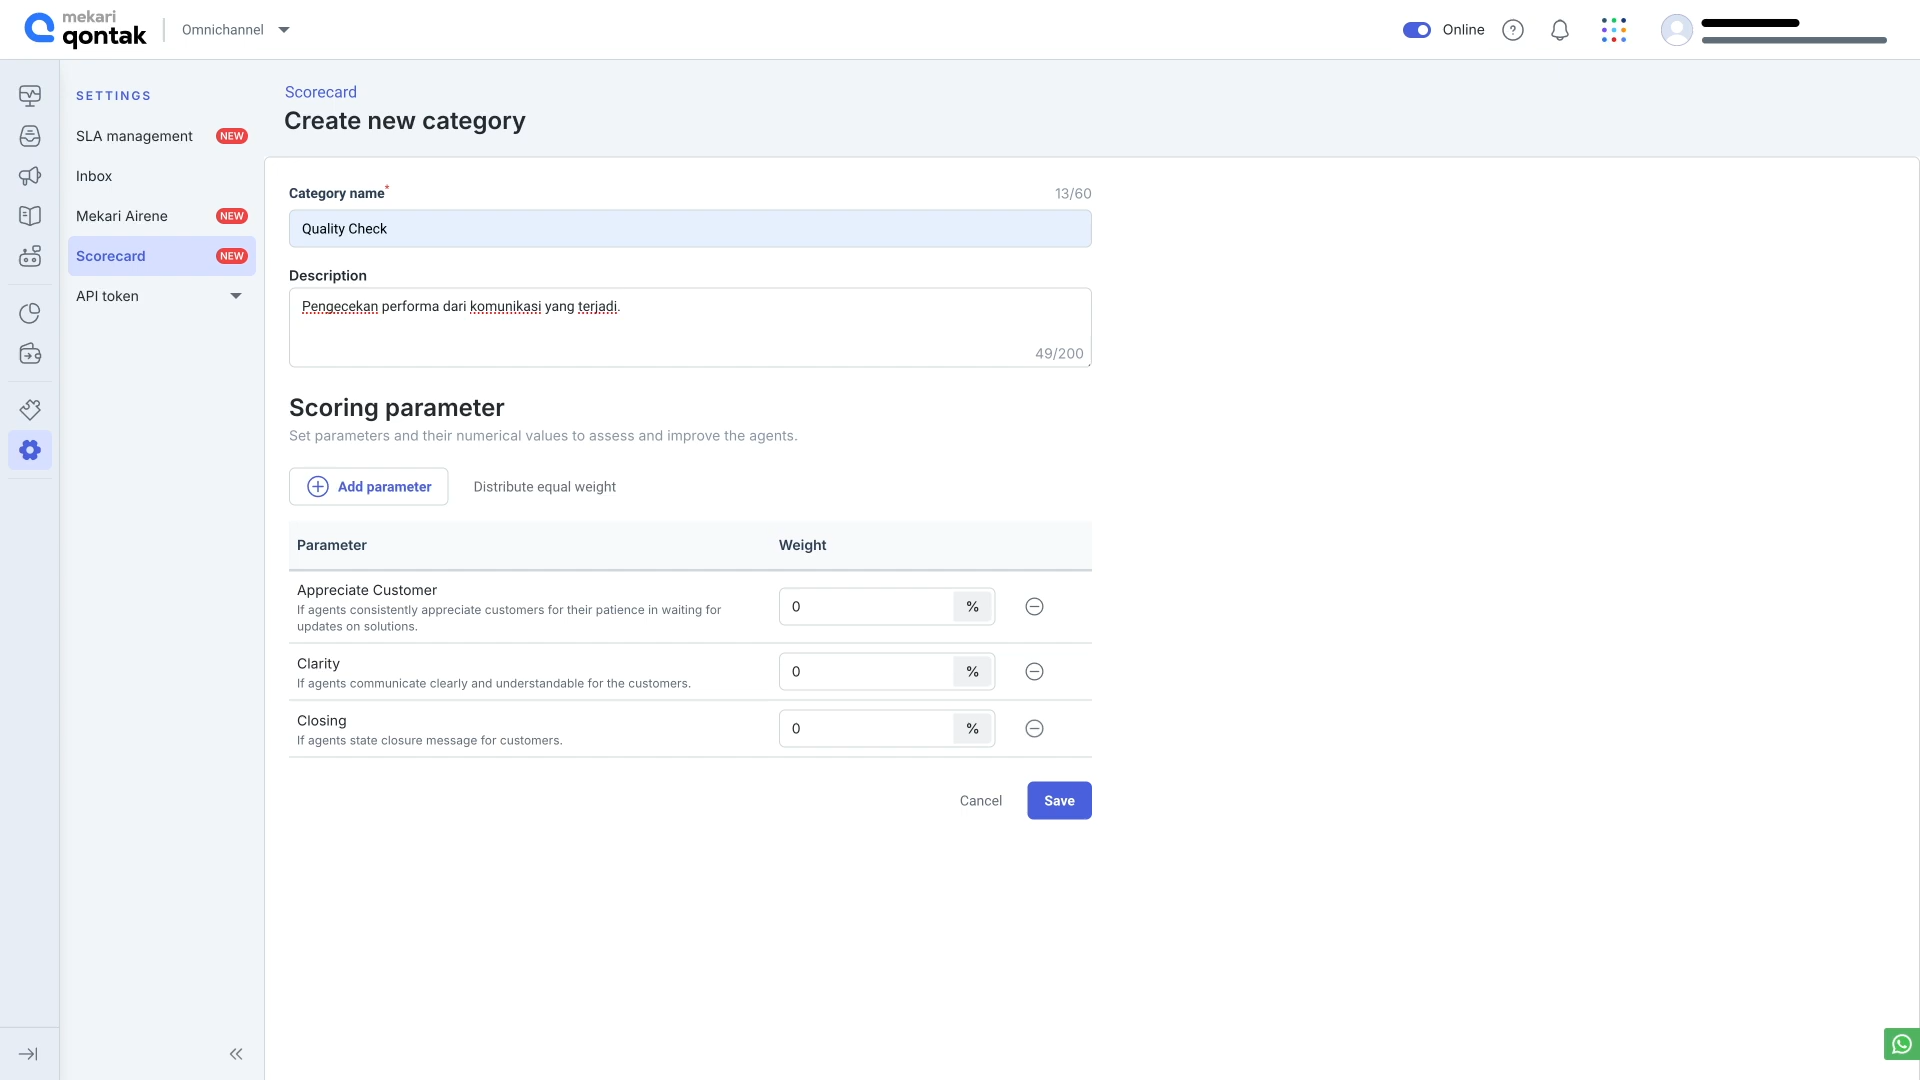 mekari
qontak
Omnichannel
Online
SETTINGS
SLA management NEW
Inbox
Mekari Airene NEW
Scorecard NEW
API token
Scorecard
Create new category
Category name* 13/60
Quality Check
Description
Pengecekan performa dari komunikasi yang terjadi.
49/200
Scoring parameter
Set parameters and their numerical values to assess and improve the agents.
Add parameter Distribute equal weight
Parameter Weight
Appreciate Customer
If agents consistently appreciate customers for their patience in waiting for
updates on solutions.
0 %
Clarity
If agents communicate clearly and understandable for the customers.
0 %
Closing
If agents state closure message for customers.
0 %
Cancel Save